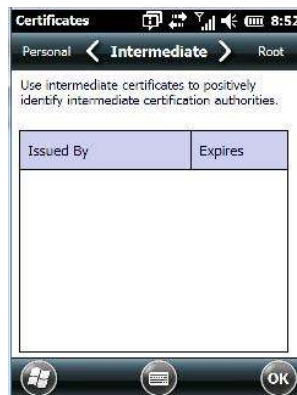 Certificates 8:52
Personal Intermediate Root
Use intermediate certificates to positively
identify intermediate certification authorities.
Issued By Expires
OK